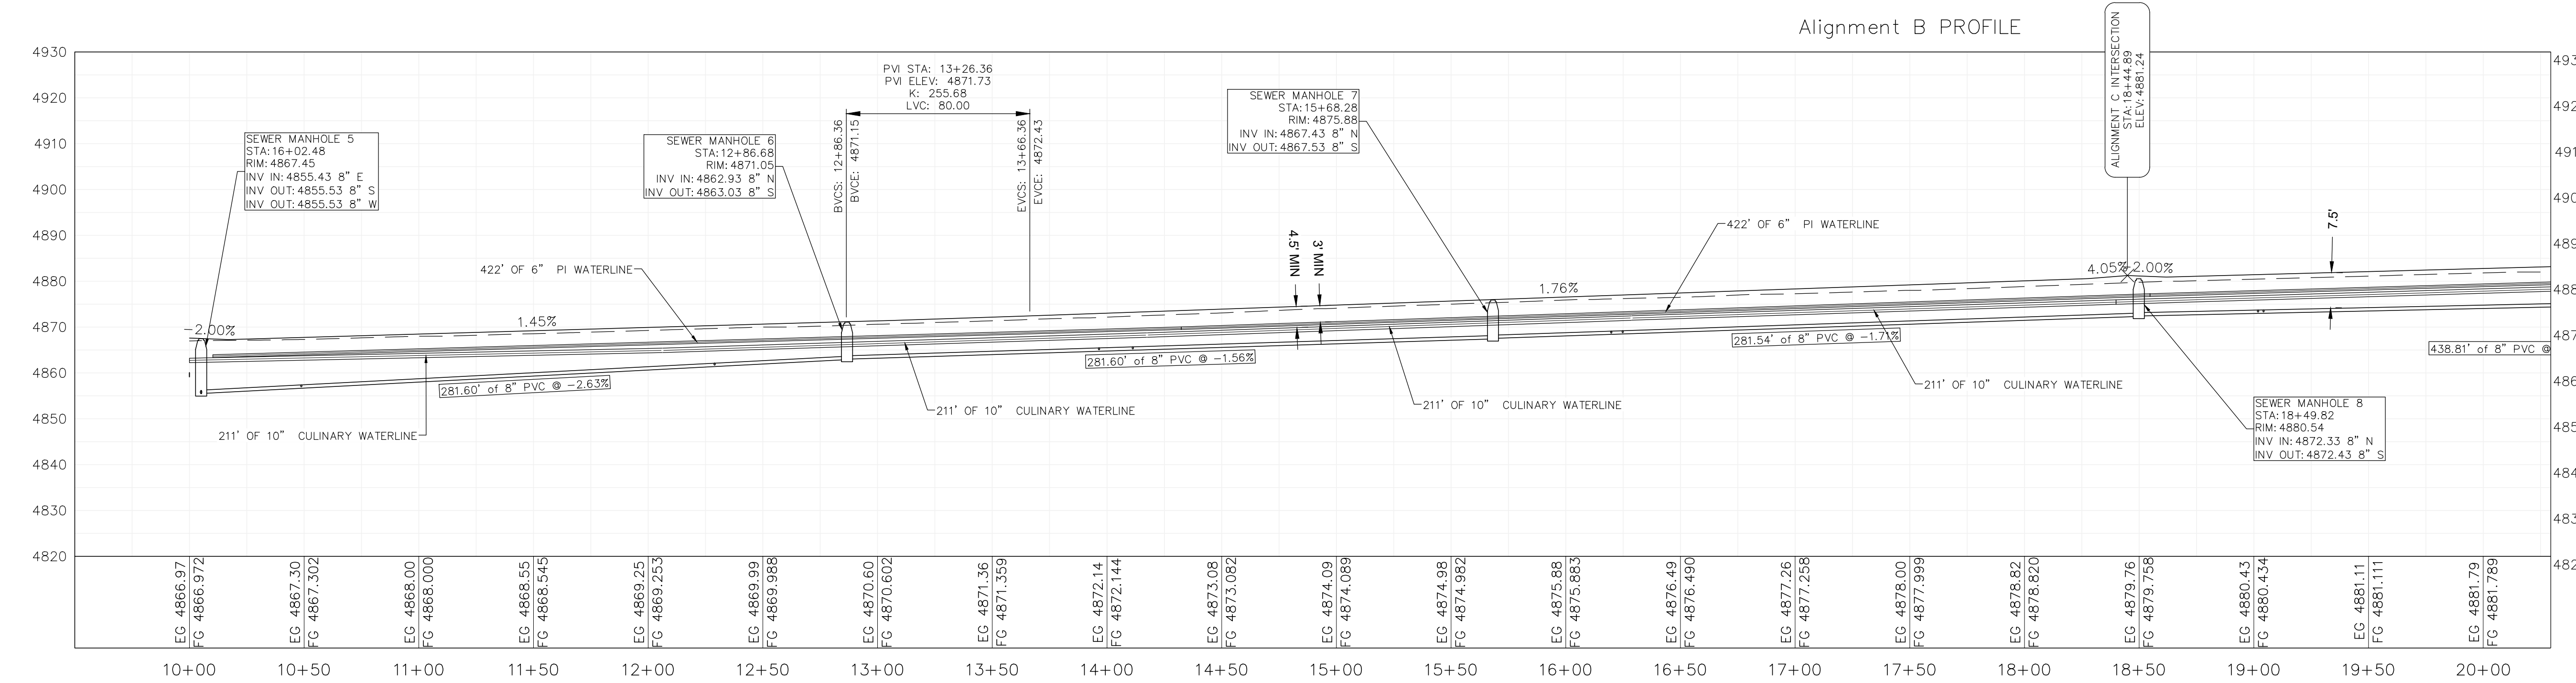 Alignment B PROFILE
4930
4920
4910
4900
4890
4880
4870
4860
4850
4840
4830
4820
SEWER MANHOLE 5
STA: 16+02.48
RIM: 4867.45
INV IN: 4855.43 8" E
INV OUT: 4855.53 8" S
INV OUT: 4855.53 8" W
SEWER MANHOLE 6
STA: 12+86.68
RIM: 4871.05
INV IN: 4862.93 8" N
INV OUT: 4863.03 8" S
PVI STA: 13+26.36
PVI ELEV: 4871.73
K: 255.68
LVC: 80.00
BVCS: 12+86.36
BVCE: 4871.15
EVCS: 13+66.36
EVCE: 4872.43
SEWER MANHOLE 7
STA: 15+68.28
RIM: 4875.88
INV IN: 4867.43 8" N
INV OUT: 4867.53 8" S
ALIGNMENT C INTERSECTION
STA: 18+44.89
ELEV: 4881.24
SEWER MANHOLE 8
STA: 18+49.82
RIM: 4880.54
INV IN: 4872.33 8" N
INV OUT: 4872.43 8" S
-2.00%
1.45%
1.76%
4.05%
-2.00%
4.5' MIN
3' MIN
7.5'
422' OF 6" PI WATERLINE
422' OF 6" PI WATERLINE
211' OF 10" CULINARY WATERLINE
211' OF 10" CULINARY WATERLINE
211' OF 10" CULINARY WATERLINE
211' OF 10" CULINARY WATERLINE
281.60' of 8" PVC @ -2.63%
281.60' of 8" PVC @ -1.56%
281.54' of 8" PVC @ -1.71%
438.81' of 8" PVC @
493
492
491
490
489
488
487
486
485
484
483
482
EG 4866.97
FG 4866.972
EG 4867.30
FG 4867.302
EG 4868.00
FG 4868.000
EG 4868.55
FG 4868.545
EG 4869.25
FG 4869.253
EG 4869.99
FG 4869.988
EG 4870.60
FG 4870.602
EG 4871.36
FG 4871.359
EG 4872.14
FG 4872.144
EG 4873.08
FG 4873.082
EG 4874.09
FG 4874.089
EG 4874.98
FG 4874.982
EG 4875.88
FG 4875.883
EG 4876.49
FG 4876.490
EG 4877.26
FG 4877.258
EG 4878.00
FG 4877.999
EG 4878.82
FG 4878.820
EG 4879.76
FG 4879.758
EG 4880.43
FG 4880.434
EG 4881.11
FG 4881.111
EG 4881.79
FG 4881.789
10+00
10+50
11+00
11+50
12+00
12+50
13+00
13+50
14+00
14+50
15+00
15+50
16+00
16+50
17+00
17+50
18+00
18+50
19+00
19+50
20+00